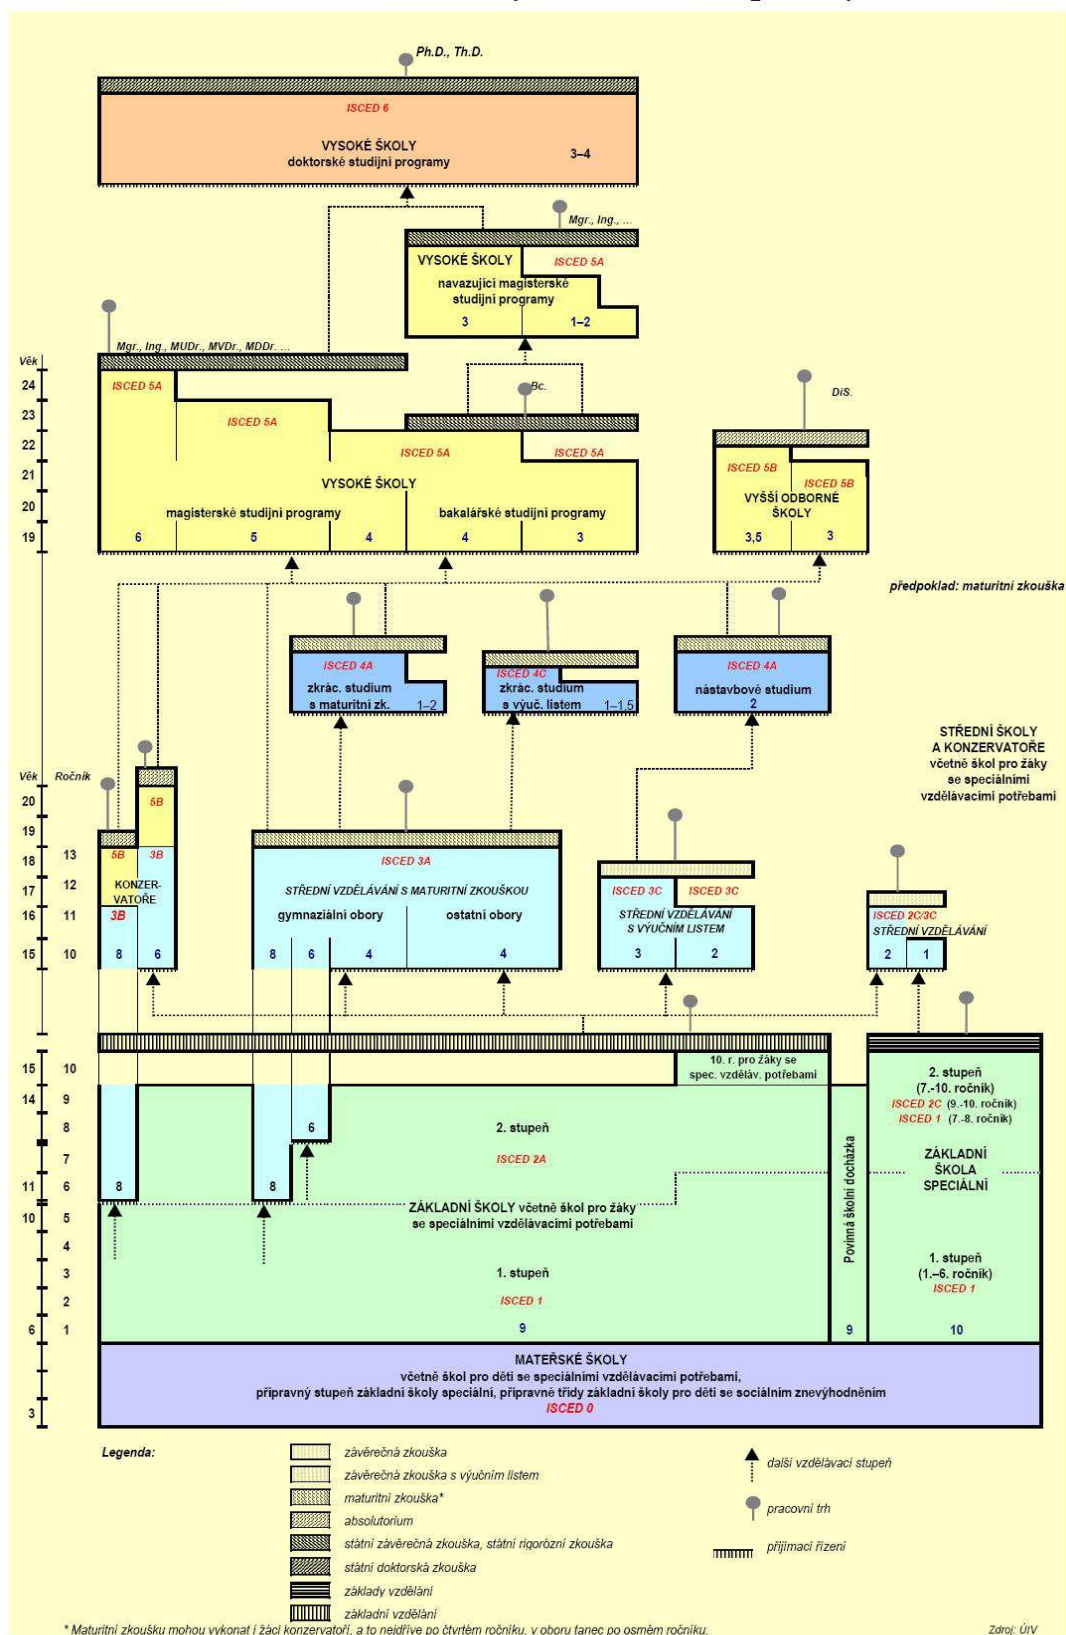 Ph.D., Th.D.
ISCED 6
VYSOKÉ ŠKOLY
doktorské studijní programy
3–4
Mgr., Ing., ...
VYSOKÉ ŠKOLY
ISCED 5A
navazující magisterské
studijní programy
3
1–2
Mgr., Ing, MUDr., MVDr., MDDr. ...
Věk
24
ISCED 5A
Bc.
DiS.
23
ISCED 5A
22
ISCED 5A
ISCED 5A
ISCED 5B
21
VYSOKÉ ŠKOLY
ISCED 5B
20
magisterské studijní programy
bakalářské studijní programy
VYŠŠÍ ODBORNÉ
ŠKOLY
19
6
5
4
4
3
3,5
3
předpoklad: maturitní zkouška
ISCED 4A
zkrác. studium
s maturitní zk.
1–2
ISCED 4C
zkrác. studium
s výuč. listem
1–1,5
ISCED 4A
nástavbové studium
2
STŘEDNÍ ŠKOLY
A KONZERVATOŘE
včetně škol pro žáky
se speciálními
vzdělávacími potřebami
Věk
Ročník
20
5B
19
18
13
5B
3B
ISCED 3A
17
12
KONZER-
VATOŘE
STŘEDNÍ VZDĚLÁVÁNÍ S MATURITNÍ ZKOUŠKOU
ISCED 3C
ISCED 3C
16
11
3B
gymnaziální obory
ostatní obory
STŘEDNÍ VZDĚLÁVÁNÍ
S VÝUČNÍM LISTEM
ISCED 2C/3C
STŘEDNÍ VZDĚLÁVÁNÍ
15
10
8
6
8
6
4
4
3
2
2
1
15
10
10. r. pro žáky se
spec. vzděláv. potřebami
2. stupeň
(7.-10. ročník)
ISCED 2C (9.-10. ročník)
ISCED 1 (7.-8. ročník)
14
9
8
6
2. stupeň
7
ISCED 2A
ZÁKLADNÍ
ŠKOLA
SPECIÁLNÍ
11
6
8
8
Povinná školní docházka
10
5
ZÁKLADNÍ ŠKOLY včetně škol pro žáky
se speciálními vzdělávacími potřebami
4
3
1. stupeň
1. stupeň
(1.–6. ročník)
ISCED 1
2
ISCED 1
6
1
9
9
10
MATEŘSKÉ ŠKOLY
včetně škol pro děti se speciálními vzdělávacími potřebami,
přípravný stupeň základní školy speciální, přípravné třídy základní školy pro děti se sociálním znevýhodněním
3
ISCED 0
Legenda:
závěrečná zkouška
závěrečná zkouška s výučním listem
maturitní zkouška*
absolutorium
státní závěrečná zkouška, státní rigorózní zkouška
státní doktorská zkouška
základy vzdělání
základní vzdělání
další vzdělávací stupeň
pracovní trh
přijímací řízení
* Maturitní zkoušku mohou vykonat i žáci konzervatoří, a to nejdříve po čtvrtém ročníku, v oboru tanec po osmém ročníku.
Zdroj: ÚIV